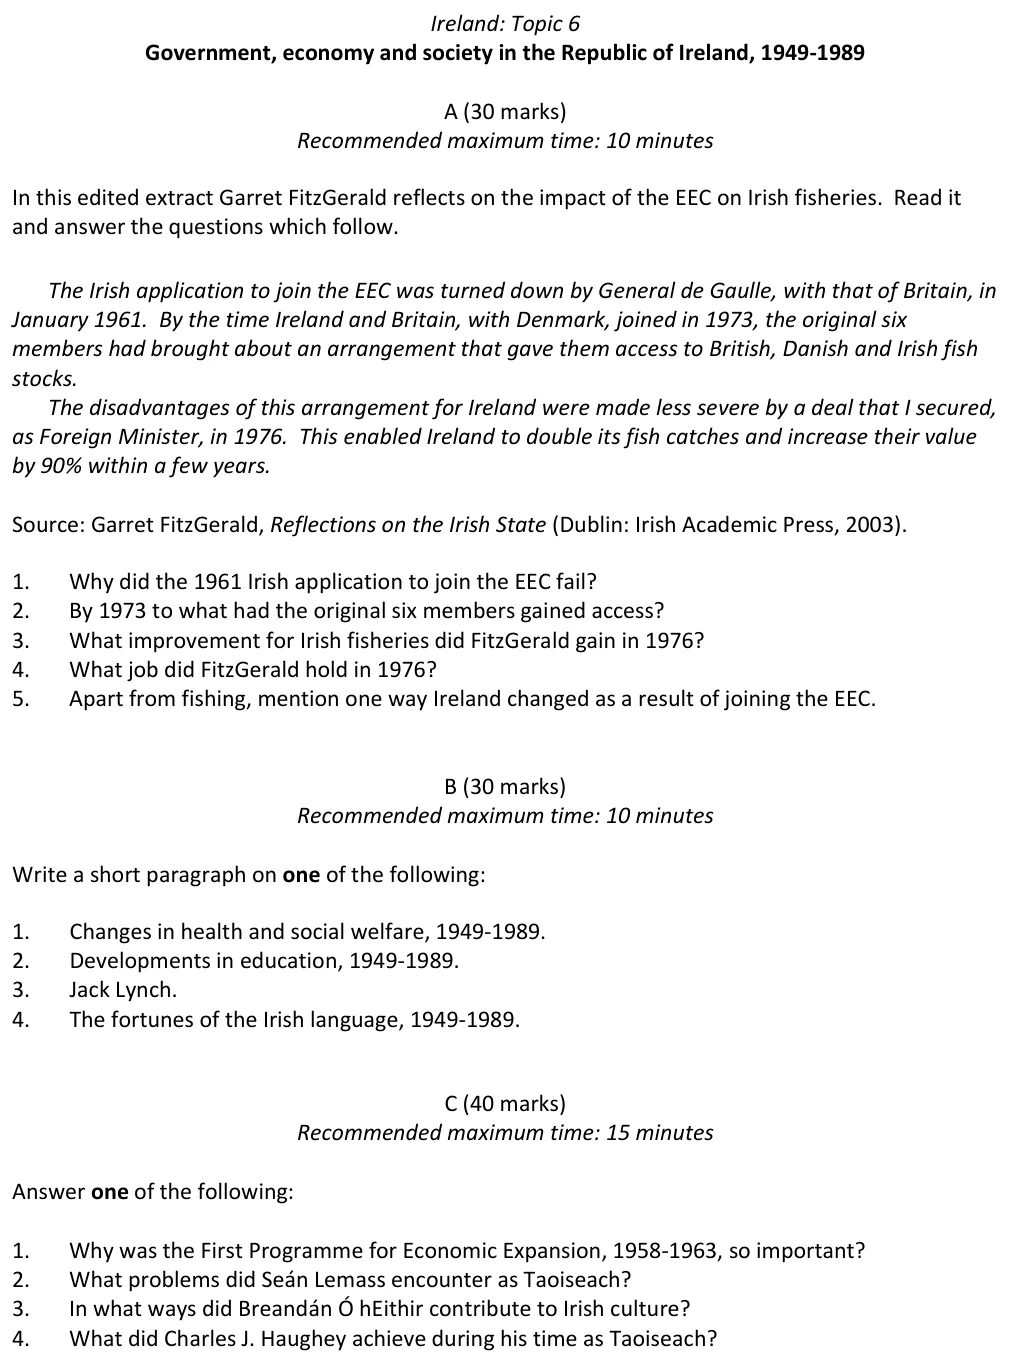 Ireland: Topic 6
Government, economy and society in the Republic of Ireland, 1949-1989
A (30 marks)
Recommended maximum time: 10 minutes
In this edited extract Garret FitzGerald reflects on the impact of the EEC on Irish fisheries.  Read it
and answer the questions which follow.
The Irish application to join the EEC was turned down by General de Gaulle, with that of Britain, in
January 1961.  By the time Ireland and Britain, with Denmark, joined in 1973, the original six
members had brought about an arrangement that gave them access to British, Danish and Irish fish
stocks.
The disadvantages of this arrangement for Ireland were made less severe by a deal that I secured,
as Foreign Minister, in 1976.  This enabled Ireland to double its fish catches and increase their value
by 90% within a few years.
Source: Garret FitzGerald, Reflections on the Irish State (Dublin: Irish Academic Press, 2003).
1. Why did the 1961 Irish application to join the EEC fail?
2. By 1973 to what had the original six members gained access?
3. What improvement for Irish fisheries did FitzGerald gain in 1976?
4. What job did FitzGerald hold in 1976?
5. Apart from fishing, mention one way Ireland changed as a result of joining the EEC.
B (30 marks)
Recommended maximum time: 10 minutes
Write a short paragraph on one of the following:
1. Changes in health and social welfare, 1949-1989.
2. Developments in education, 1949-1989.
3. Jack Lynch.
4. The fortunes of the Irish language, 1949-1989.
C (40 marks)
Recommended maximum time: 15 minutes
Answer one of the following:
1. Why was the First Programme for Economic Expansion, 1958-1963, so important?
2. What problems did Seán Lemass encounter as Taoiseach?
3. In what ways did Breandán Ó hEithir contribute to Irish culture?
4. What did Charles J. Haughey achieve during his time as Taoiseach?